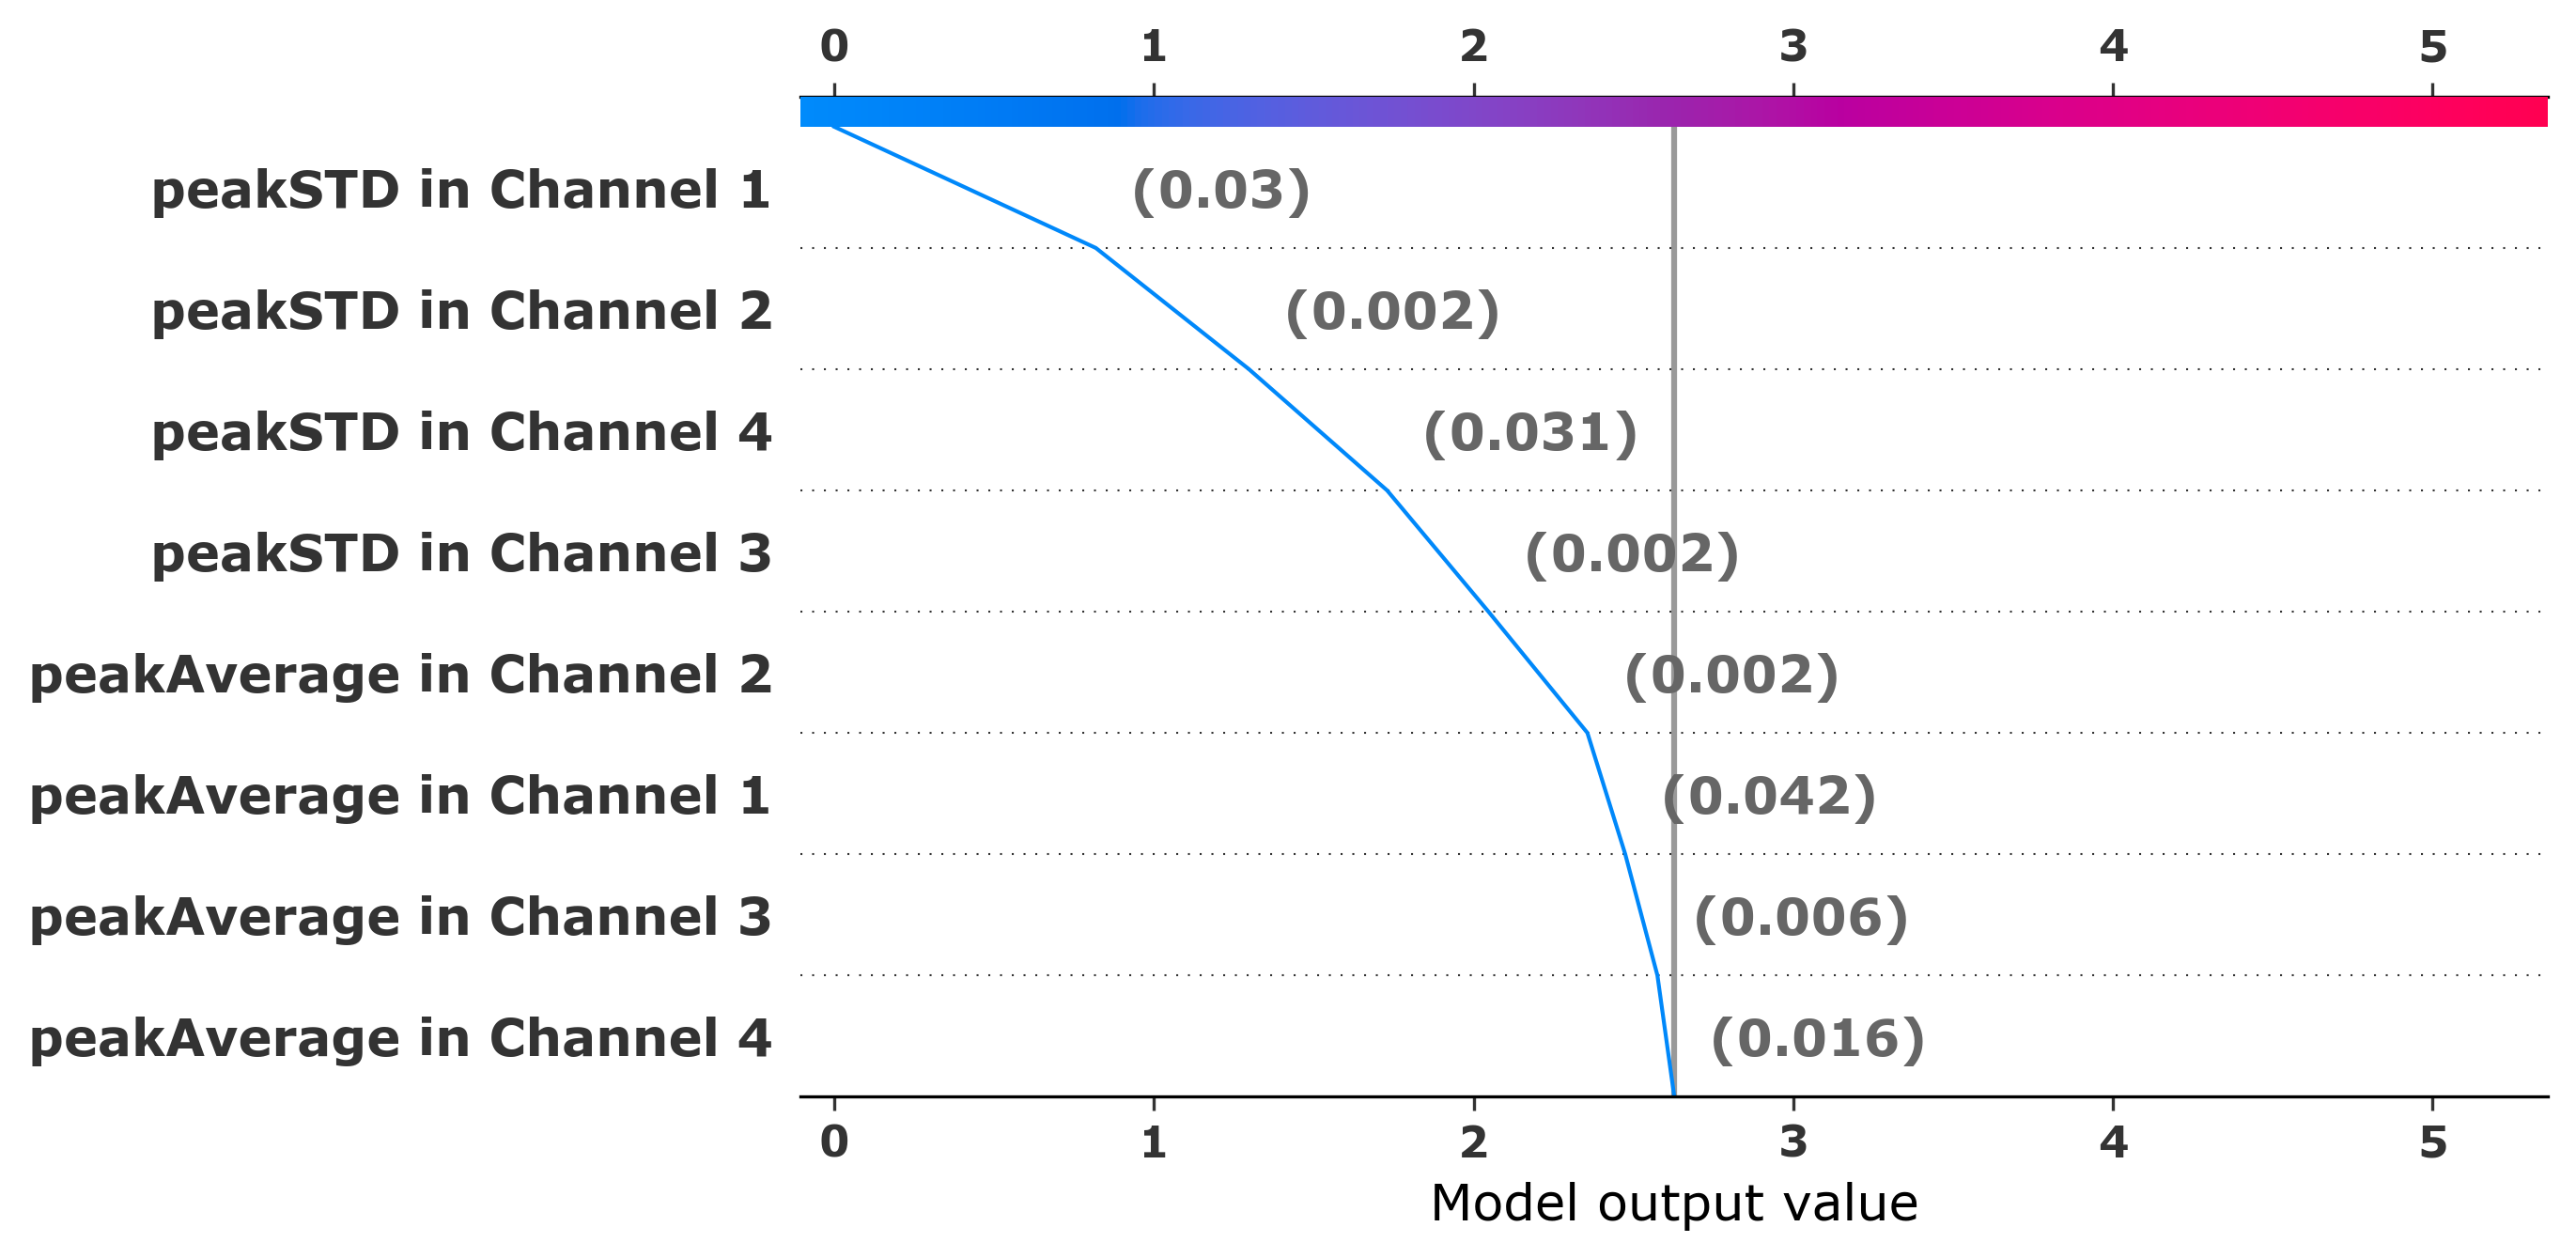 0 1 2 3 4 5
peakSTD in Channel 1 (0.03)
peakSTD in Channel 2 (0.002)
peakSTD in Channel 4 (0.031)
peakSTD in Channel 3 (0.002)
peakAverage in Channel 2 (0.002)
peakAverage in Channel 1 (0.042)
peakAverage in Channel 3 (0.006)
peakAverage in Channel 4 (0.016)
0 1 2 3 4 5
Model output value